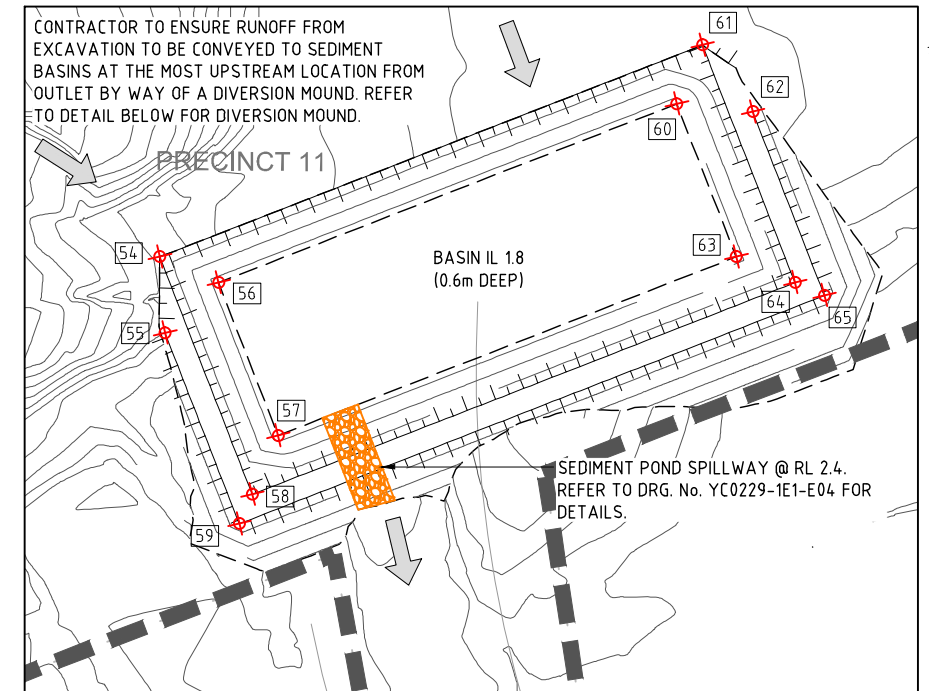 CONTRACTOR TO ENSURE RUNOFF FROM
EXCAVATION TO BE CONVEYED TO SEDIMENT
BASINS AT THE MOST UPSTREAM LOCATION FROM
OUTLET BY WAY OF A DIVERSION MOUND. REFER
TO DETAIL BELOW FOR DIVERSION MOUND.
61
62
60
PRECINCT 11
54
63
BASIN IL 1.8
(0.6m DEEP)
56
64
65
55
57
SEDIMENT POND SPILLWAY @ RL 2.4.
REFER TO DRG. No. YC0229-1E1-E04 FOR
DETAILS.
58
59